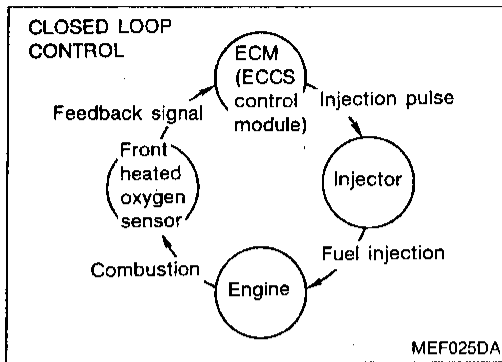 CLOSED LOOP
CONTROL
ECM
(ECCS
control
module)
Injection pulse
Injector
Fuel injection
Engine
Combustion
Front
heated
oxygen
sensor
Feedback signal
MEF025DA